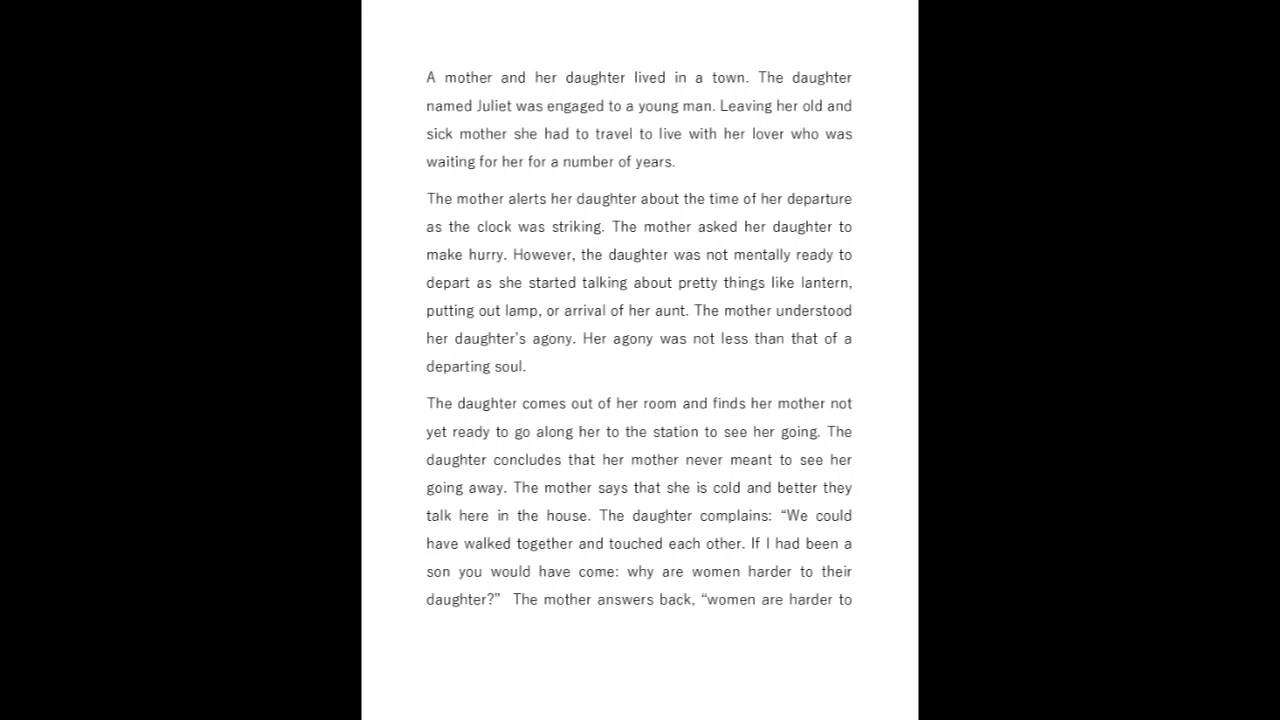 A mother and her daughter lived in a town. The daughter
named Juliet was engaged to a young man. Leaving her old and
sick mother she had to travel to live with her lover who was
waiting for her for a number of years.
The mother alerts her daughter about the time of her departure
as the clock was striking. The mother asked her daughter to
make hurry. However, the daughter was not mentally ready to
depart as she started talking about pretty things like lantern,
putting out lamp, or arrival of her aunt. The mother understood
her daughter's agony. Her agony was not less than that of a
departing soul.
The daughter comes out of her room and finds her mother not
yet ready to go along her to the station to see her going. The
daughter concludes that her mother never meant to see her
going away. The mother says that she is cold and better they
talk here in the house. The daughter complains: “We could
have walked together and touched each other. If I had been a
son you would have come: why are women harder to their
daughter?” The mother answers back, “women are harder to